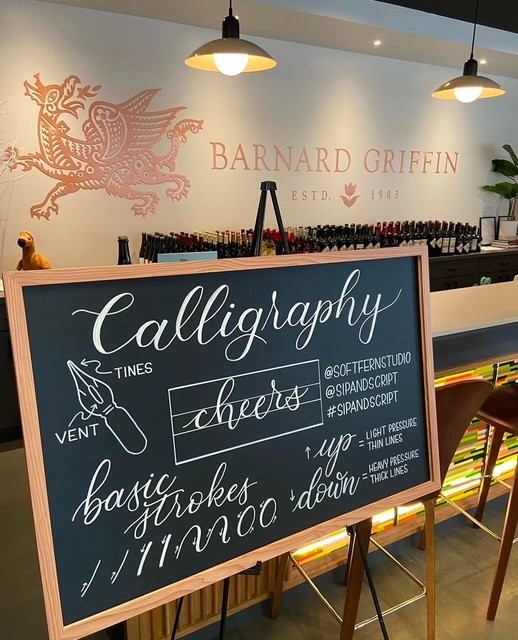 BARNARD GRIFFIN
ESTD. 1983
Calligraphy
TINES
VENT
cheers
@SOFTFERNSTUDIO
@SIPANDSCRIPT
#SIPANDSCRIPT
basic
strokes
↑ up = LIGHT PRESSURE
THIN LINES
↓ down = HEAVY PRESSURE
THICK LINES